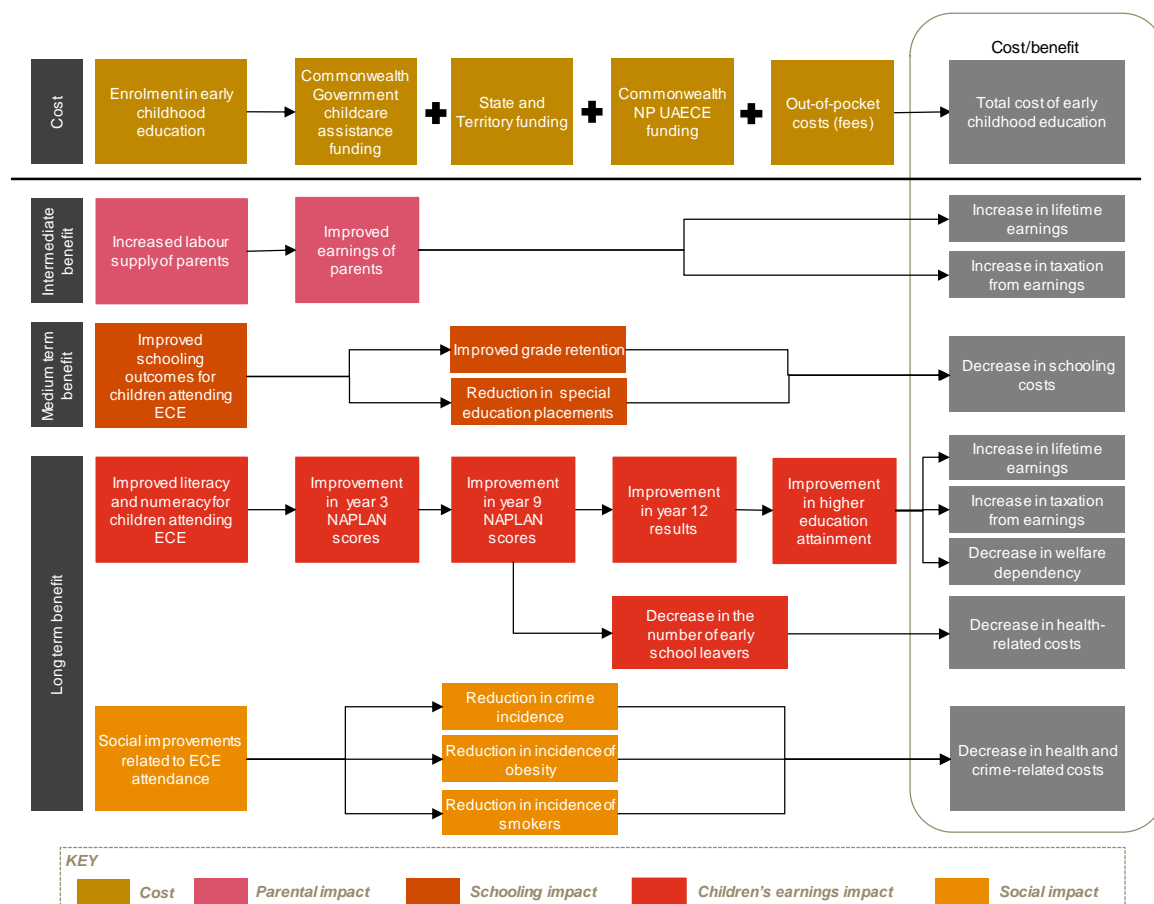 Cost/benefit
Cost
Enrolment in early
childhood
education
Commonwealth
Government
childcare
assistance
funding
State and
Territory funding
Commonwealth
NP UAECE
funding
Out-of-pocket
costs (fees)
Total cost of early
childhood education
Intermediate
benefit
Increased labour
supply of parents
Improved
earnings of
parents
Increase in lifetime
earnings
Increase in taxation
from earnings
Medium term
benefit
Improved
schooling
outcomes for
children attending
ECE
Improved grade retention
Reduction in special
education placements
Decrease in schooling
costs
Long term benefit
Improved literacy
and numeracy for
children attending
ECE
Improvement
in year 3
NAPLAN
scores
Improvement
in year 9
NAPLAN
scores
Improvement
in year 12
results
Improvement
in higher
education
attainment
Increase in lifetime
earnings
Increase in taxation
from earnings
Decrease in welfare
dependency
Decrease in the
number of early
school leavers
Decrease in health-
related costs
Social improvements
related to ECE
attendance
Reduction in crime
incidence
Reduction in incidence of
obesity
Reduction in incidence of
smokers
Decrease in health and
crime-related costs
KEY
Cost
Parental impact
Schooling impact
Children's earnings impact
Social impact